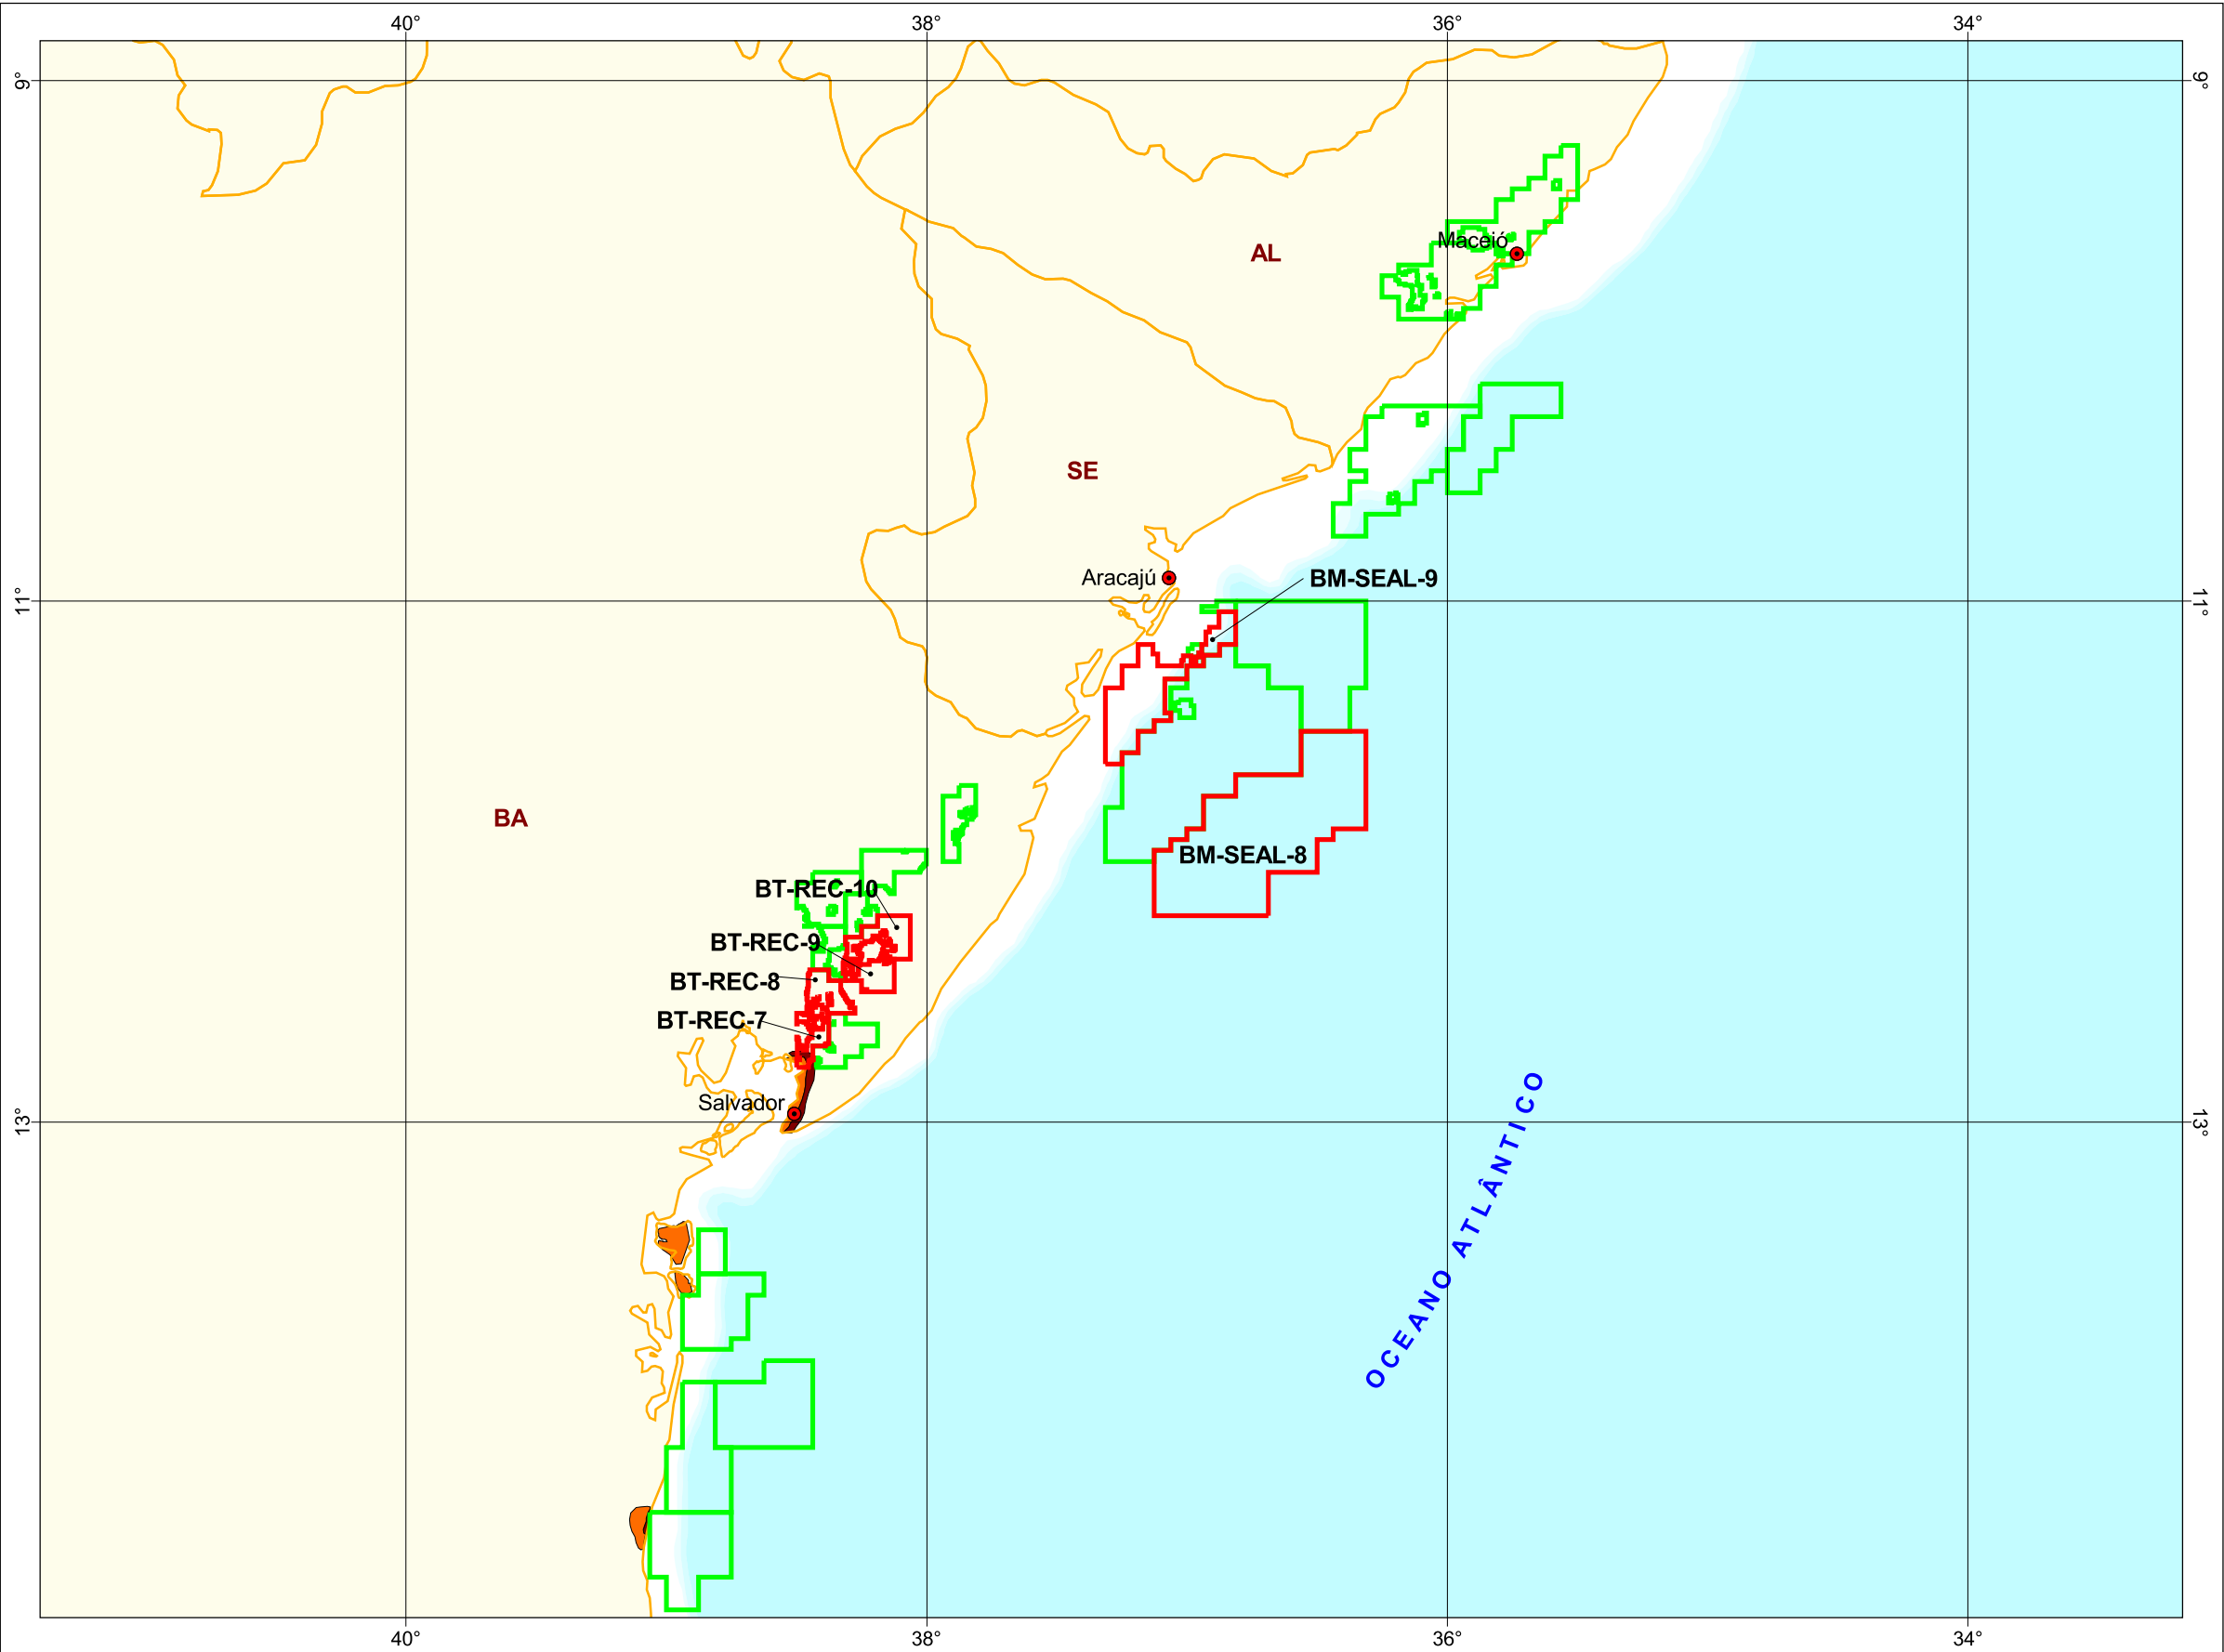 40°
38°
36°
34°
9°
9°
Maceió
AL
SE
Aracajú
BM-SEAL-9
11°
11°
BA
BM-SEAL-8
BT-REC-10
BT-REC-9
BT-REC-8
BT-REC-7
Salvador
13°
13°
OCEANO ATLÂNTICO
40°
38°
36°
34°